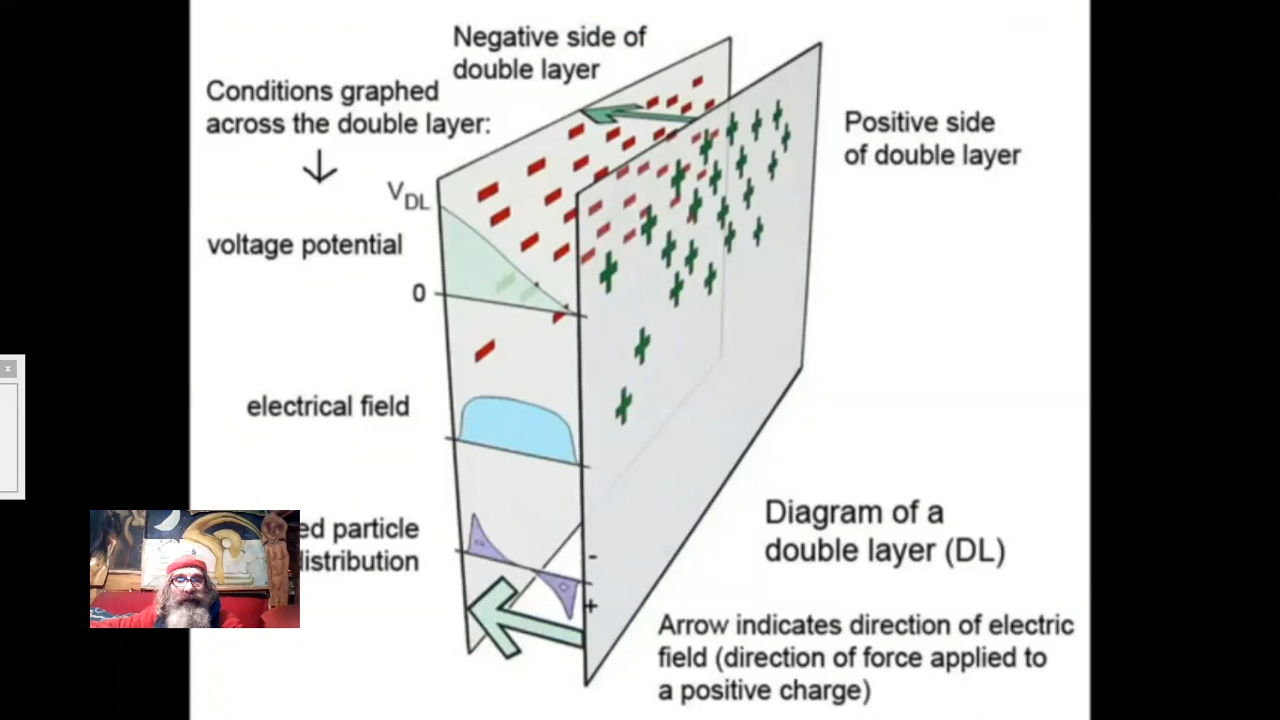 Negative side of
double layer
Conditions graphed
across the double layer:
Positive side
of double layer
VDL
voltage potential
0
electrical field
ed particle
istribution
-
+
Diagram of a
double layer (DL)
Arrow indicates direction of electric
field (direction of force applied to
a positive charge)
x